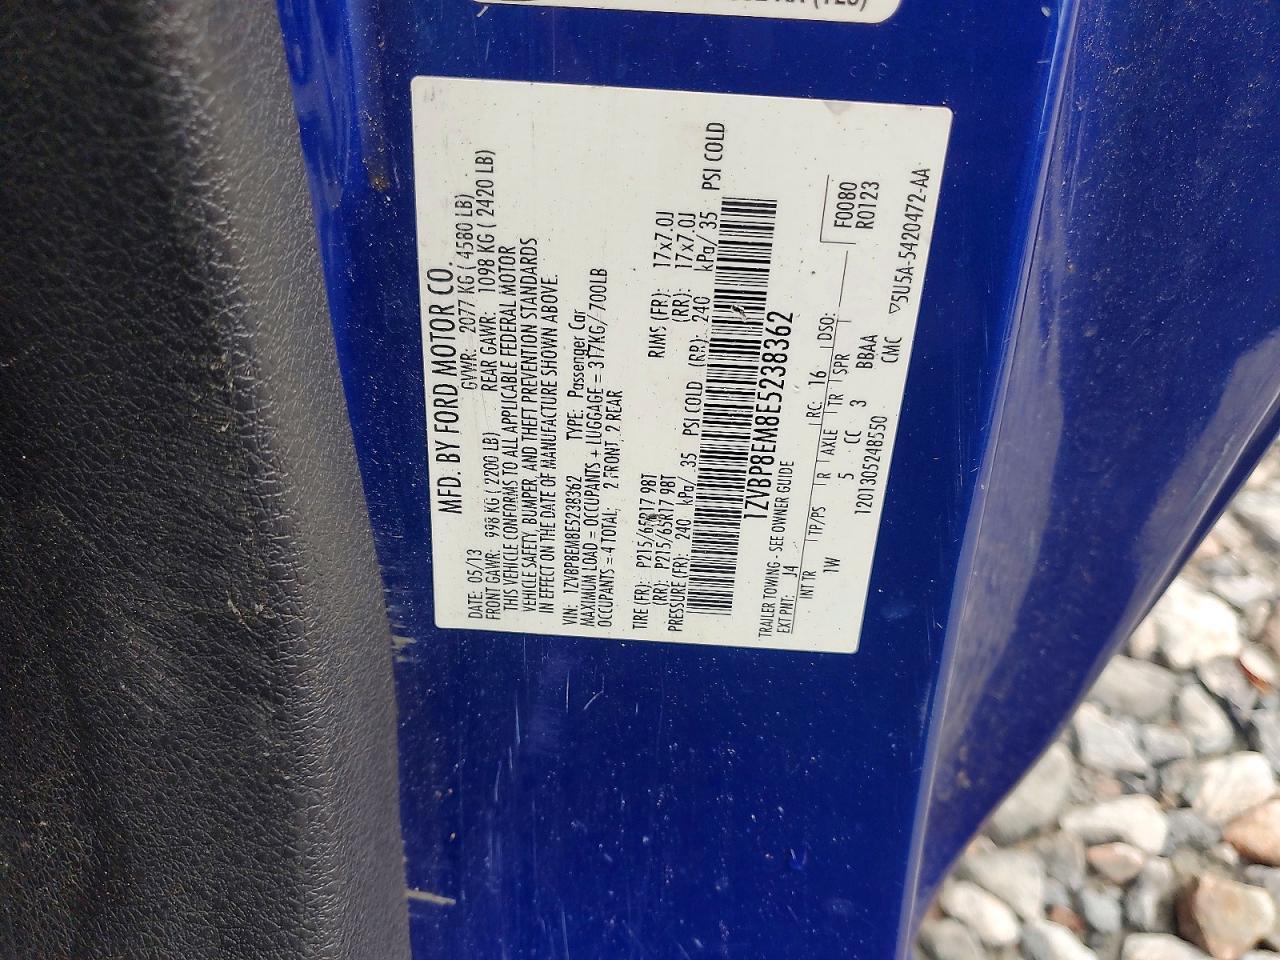 MFD. BY FORD MOTOR CO.
DATE: 05/13 GVWR: 2077 KG ( 4580 LB)
FRONT GAWR: 998 KG ( 2200 LB) REAR GAWR: 1098 KG ( 2420 LB)
THIS VEHICLE CONFORMS TO ALL APPLICABLE FEDERAL MOTOR
VEHICLE SAFETY, BUMPER, AND THEFT PREVENTION STANDARDS
IN EFFECT ON THE DATE OF MANUFACTURE SHOWN ABOVE.
VIN: 1ZVBP8EM8E5238362 TYPE: Passenger Car
MAXIMUM LOAD = OCCUPANTS + LUGGAGE = 317KG/ 700LB
OCCUPANTS = 4 TOTAL; 2 FRONT, 2 REAR
TIRE (FR): P215/65R17 98T RIMS (FR): 17x7.0J
(RR): P215/65R17 98T (RR): 17x7.0J
PRESSURE (FR): 240 kPa/ 35 PSI COLD (RR): 240 kPa/ 35 PSI COLD
1ZVBP8EM8E5238362
TRAILER TOWING - SEE OWNER GUIDE
EXT PNT: J4 RC: 16 DSO: F0080
INT TR TP/PS R AXLE TR SPR R0123
1W 5 CC 3 BBAA
1201305248550 CMC ▽5U5A-5420472-AA